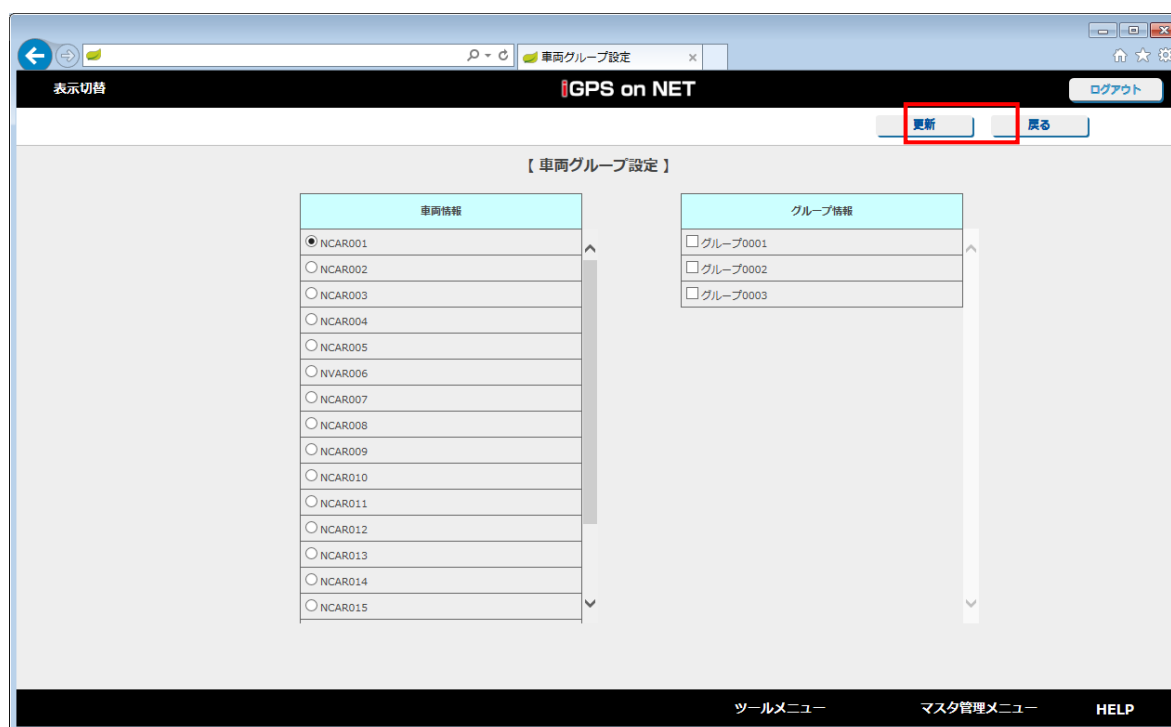 車両グループ設定
表示切替
iGPS on NET
ログアウト
更新
戻る
【 車両グループ設定 】
車両情報
NCAR001
NCAR002
NCAR003
NCAR004
NCAR005
NVAR006
NCAR007
NCAR008
NCAR009
NCAR010
NCAR011
NCAR012
NCAR013
NCAR014
NCAR015
グループ情報
グループ0001
グループ0002
グループ0003
ツールメニュー
マスタ管理メニュー
HELP